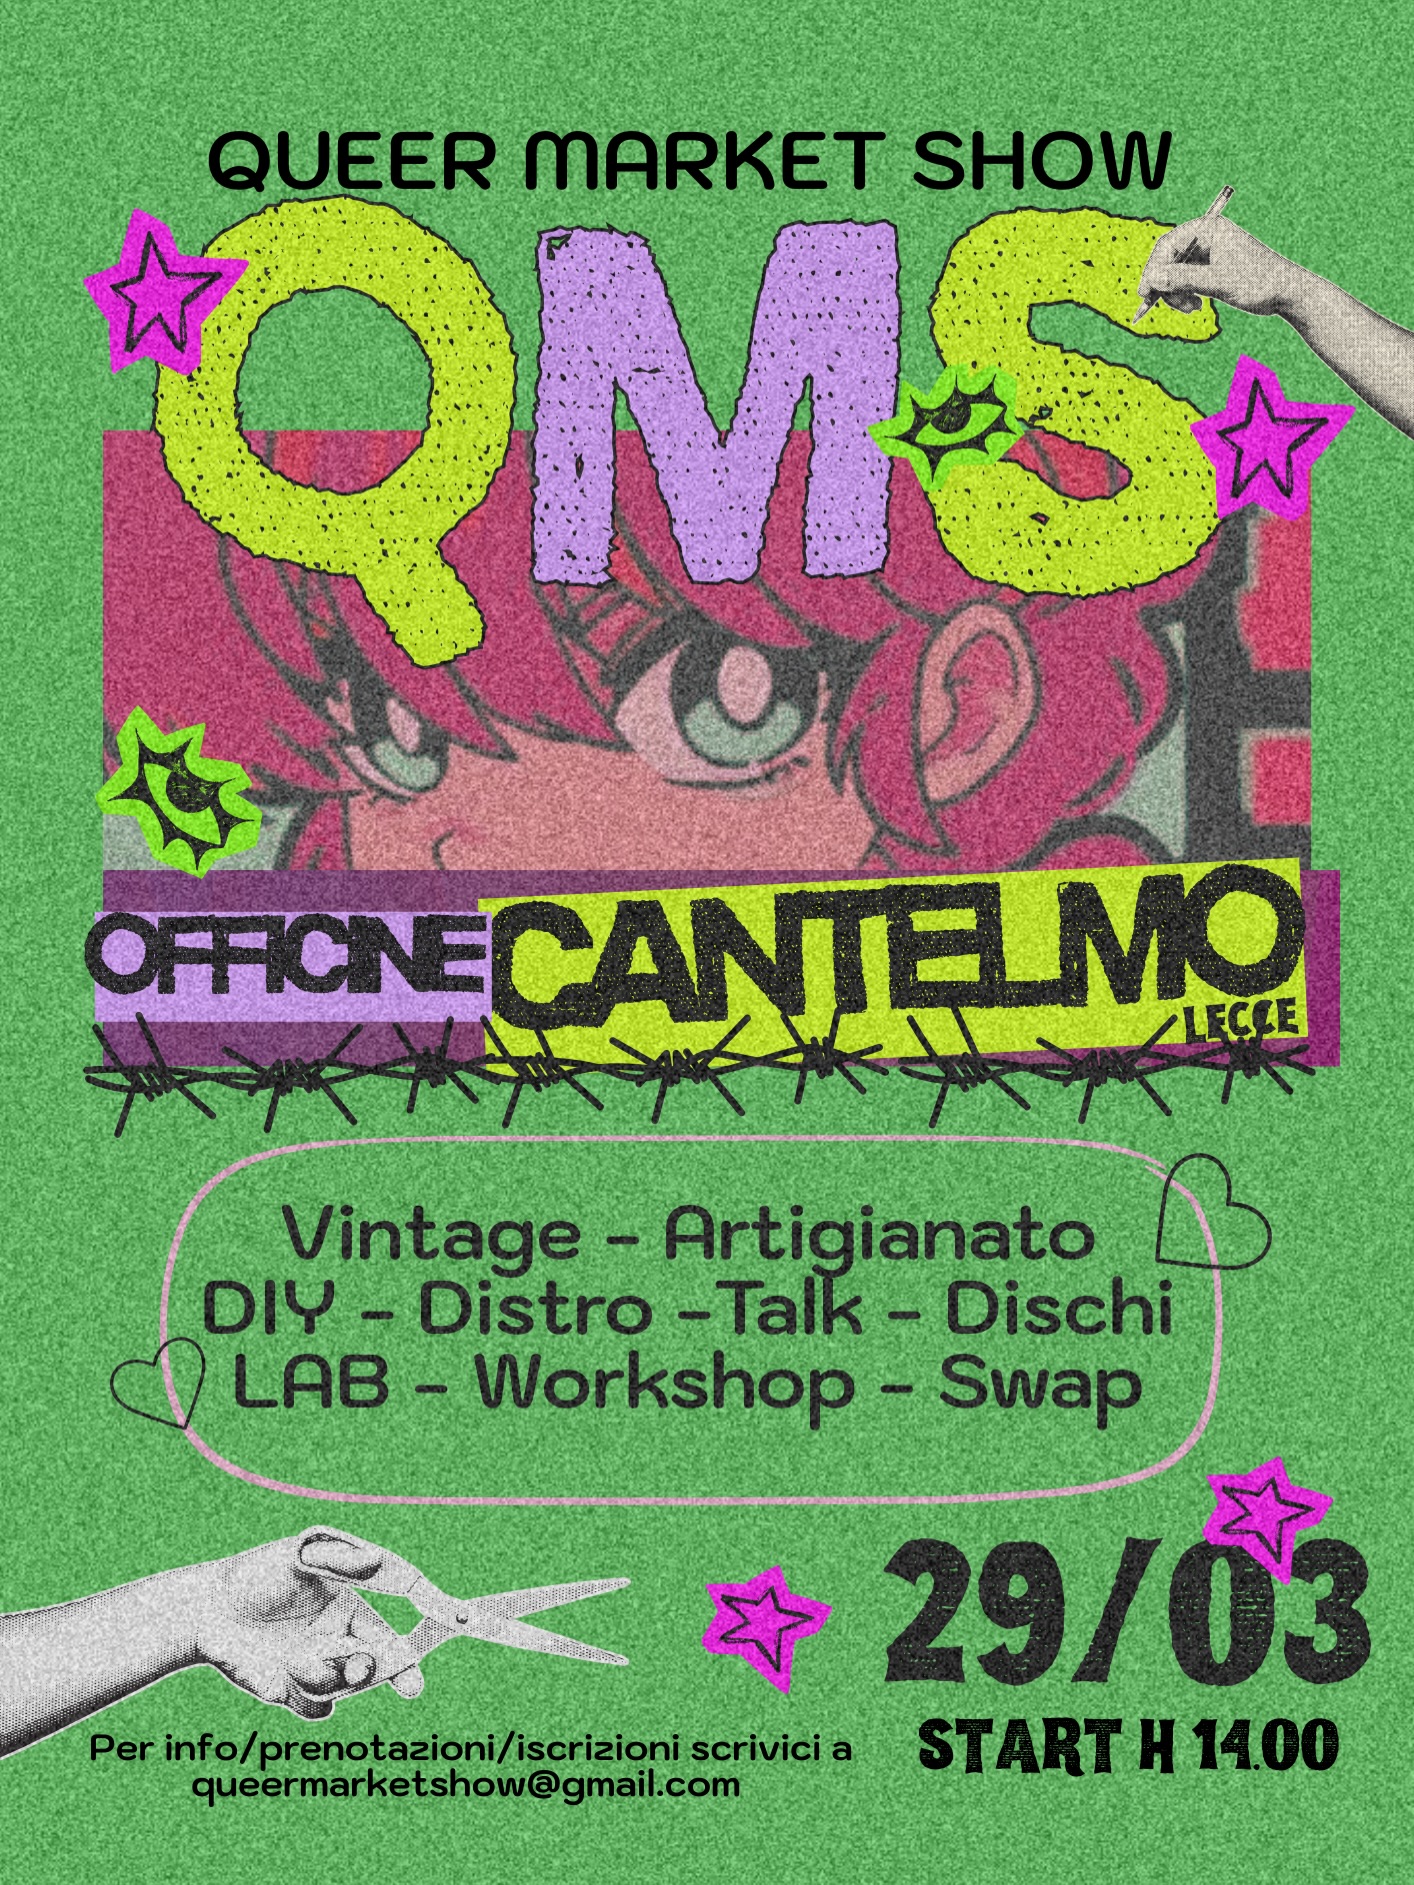 QUEER MARKET SHOW
QMS
OFFICINE CANTELMO
LECCE
Vintage - Artigianato
DIY - Distro -Talk - Dischi
LAB - Workshop - Swap
29/03
START H 14.00
Per info/prenotazioni/iscrizioni scrivici a
queermarketshow@gmail.com